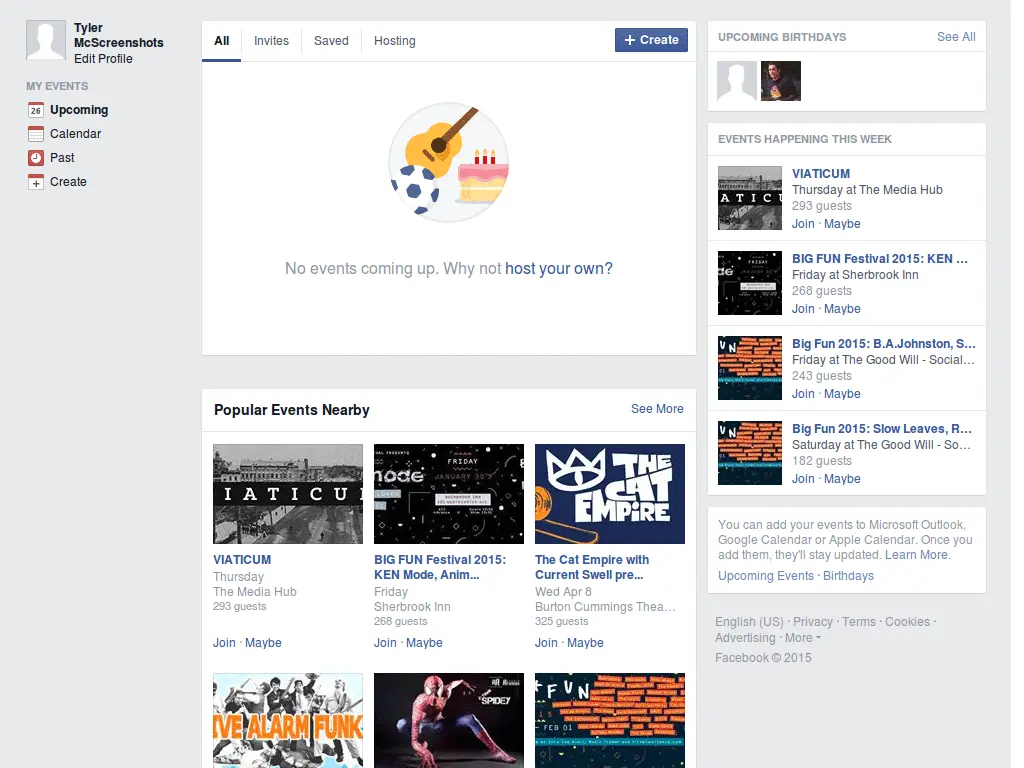 Tyler
McScreenshots
Edit Profile
MY EVENTS
26 Upcoming
Calendar
Past
Create
All Invites Saved Hosting
+ Create
No events coming up. Why not host your own?
Popular Events Nearby
See More
IATICU
FRIDAY
JANUARY 30'S
THE
CAT
EMPIRE
VIATICUM
Thursday
The Media Hub
293 guests
Join · Maybe
BIG FUN Festival 2015:
KEN Mode, Anim...
Friday
Sherbrook Inn
268 guests
Join · Maybe
The Cat Empire with
Current Swell pre...
Wed Apr 8
Burton Cummings Thea…
325 guests
Join · Maybe
IVE ALARM FUNK
SPIDEY
FUN
FEB 01
UPCOMING BIRTHDAYS
See All
EVENTS HAPPENING THIS WEEK
ATICU
VIATICUM
Thursday at The Media Hub
293 guests
Join · Maybe
FRIDAY
BIG FUN Festival 2015: KEN ...
Friday at Sherbrook Inn
268 guests
Join · Maybe
UN
Big Fun 2015: B.A.Johnston, S...
Friday at The Good Will - Social…
243 guests
Join · Maybe
UN
Big Fun 2015: Slow Leaves, R...
Saturday at The Good Will - So…
182 guests
Join · Maybe
You can add your events to Microsoft Outlook,
Google Calendar or Apple Calendar. Once you
add them, they'll stay updated. Learn More.
Upcoming Events · Birthdays
English (US) · Privacy · Terms · Cookies ·
Advertising · More
Facebook © 2015